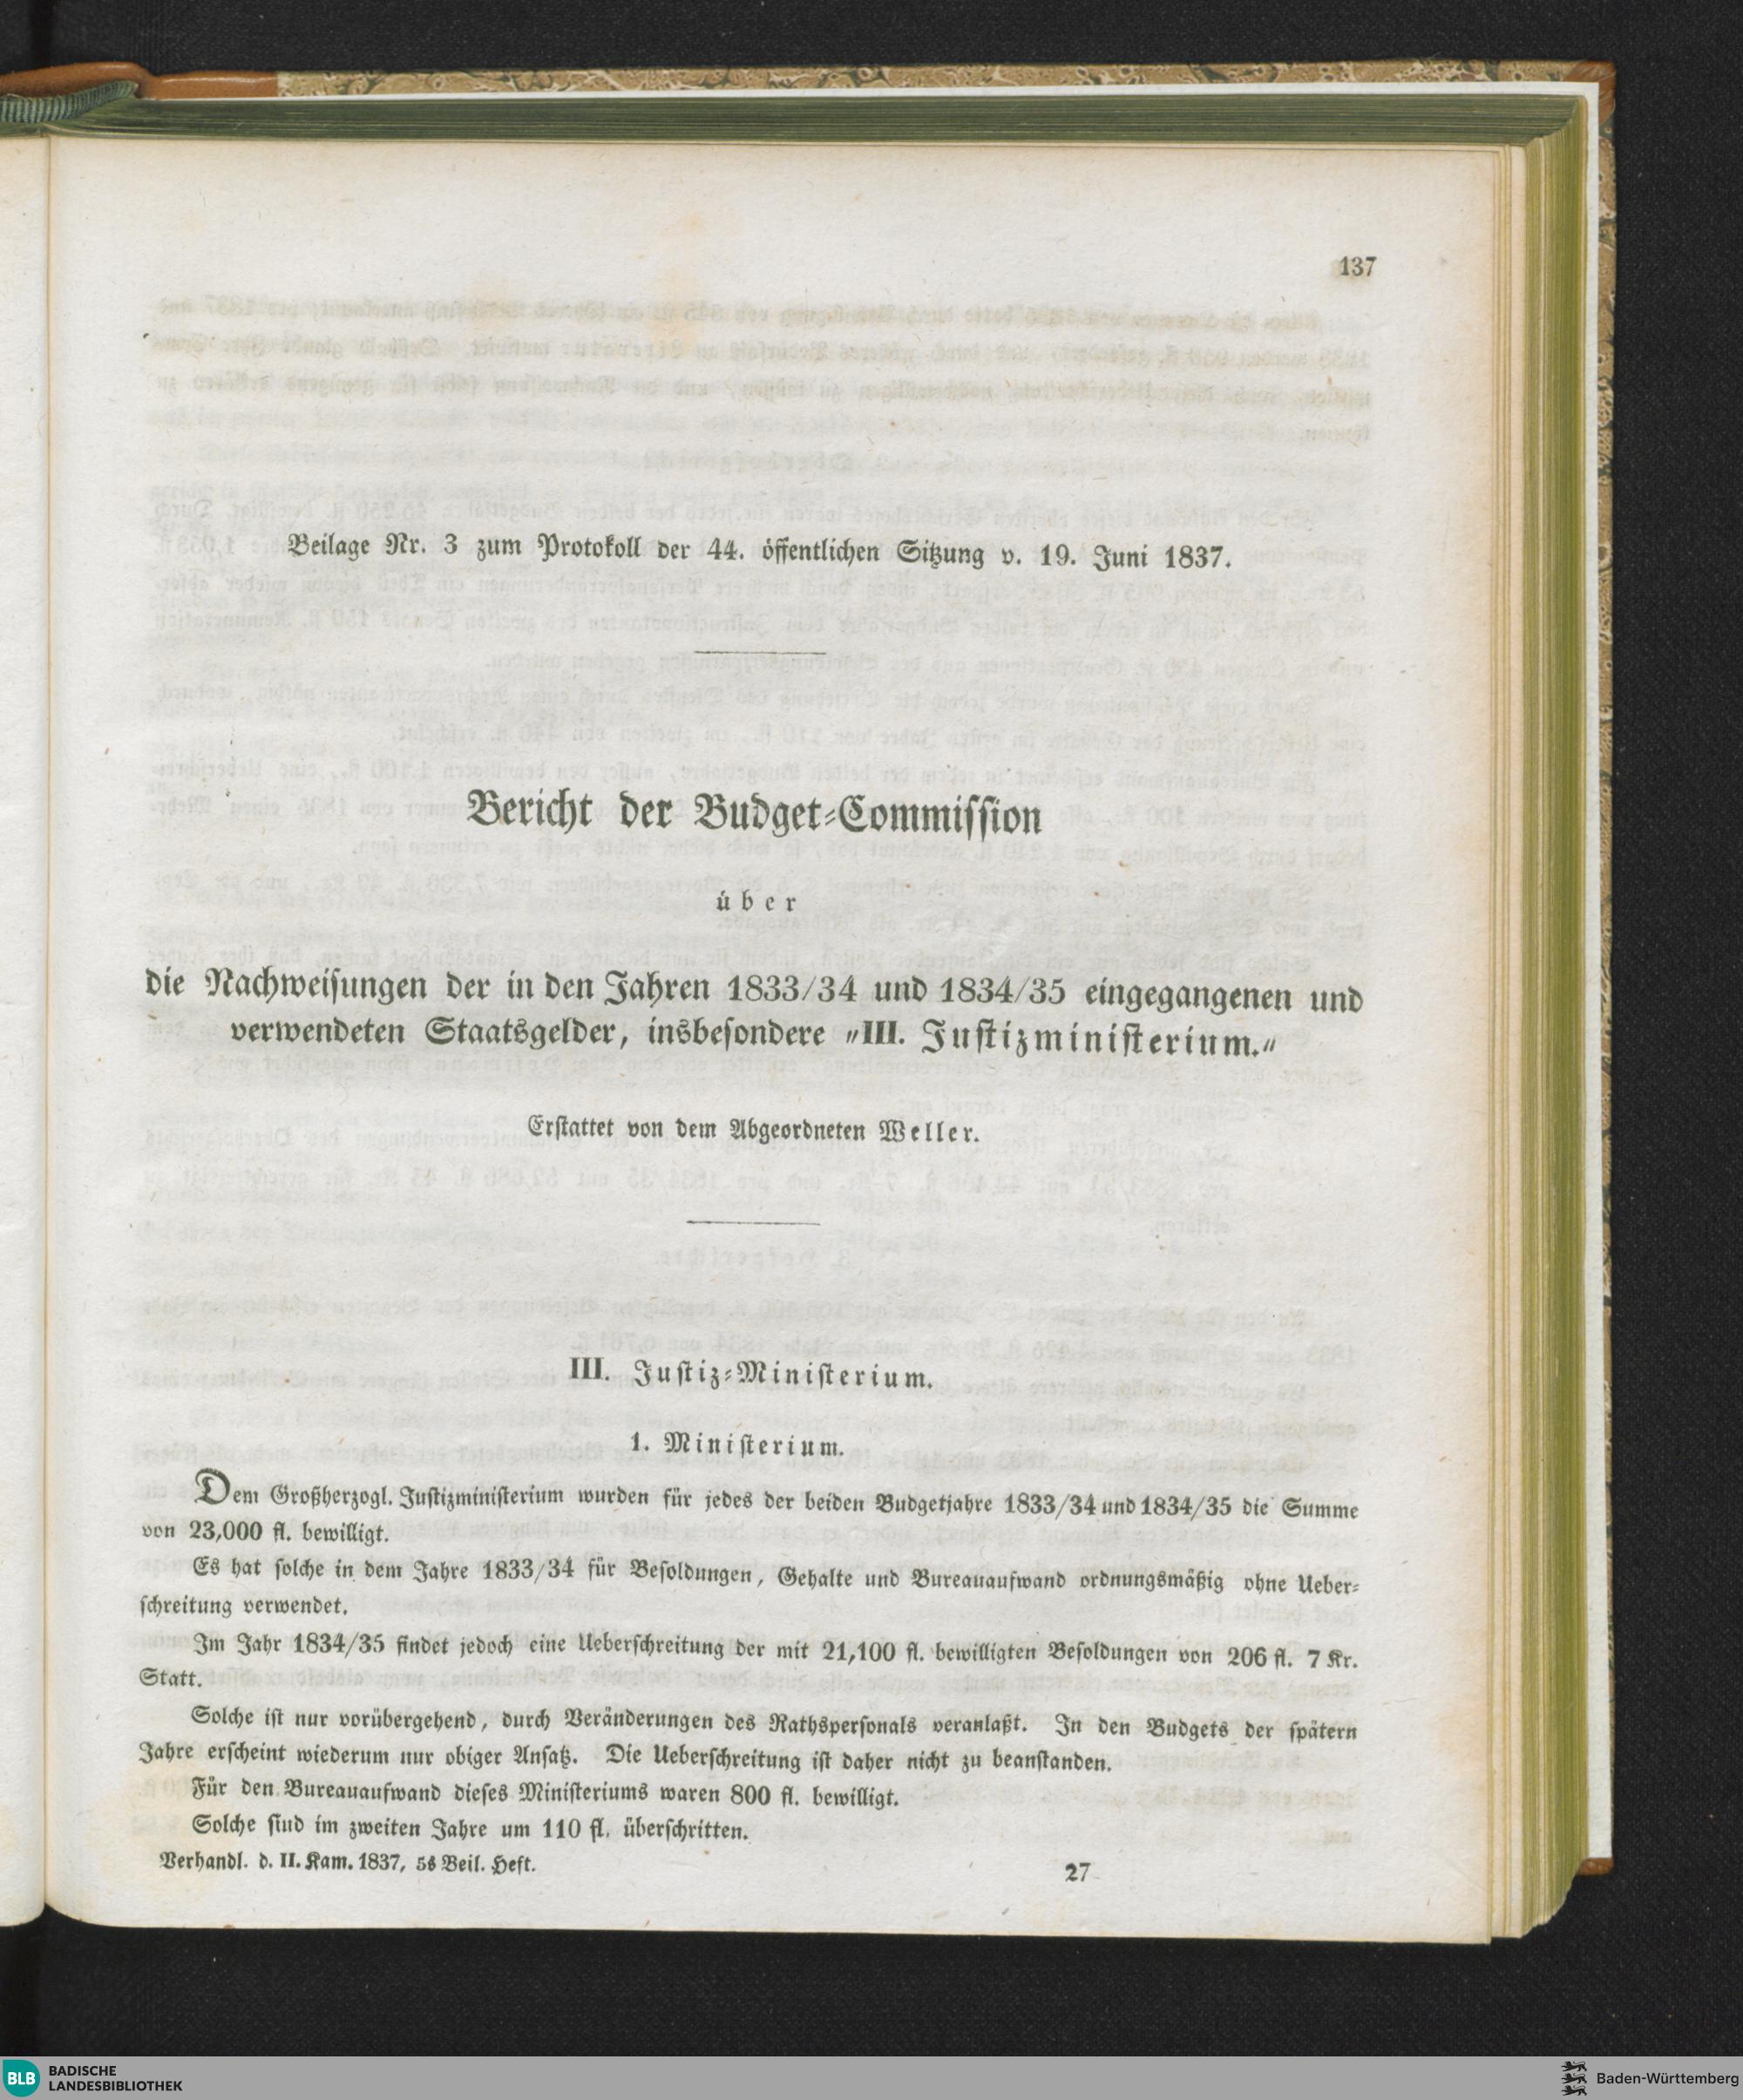 137
Beilage Nr. 3 zum Protokoll der 44. öffentlichen Sitzung v. 19. Juni 1837.
Bericht der Budget-Commission
über
die Nachweisungen der in den Jahren 1833/34 und 1834/35 eingegangenen und
verwendeten Staatsgelder, insbesondere „III. Justizministerium.“
Erstattet von dem Abgeordneten Weller.
III. Justiz-Ministerium.
1. Ministerium.
Dem Großherzogl. Justizministerium wurden für jedes der beiden Budgetjahre 1833/34 und 1834/35 die Summe
von 23,000 fl. bewilligt.
Es hat solche in dem Jahre 1833/34 für Besoldungen, Gehalte und Bureauaufwand ordnungsmäßig ohne Ueber-
schreitung verwendet.
Im Jahr 1834/35 findet jedoch eine Ueberschreitung der mit 21,100 fl. bewilligten Besoldungen von 206 fl. 7 Kr.
Statt.
Solche ist nur vorübergehend, durch Veränderungen des Rathspersonals veranlaßt. In den Budgets der spätern
Jahre erscheint wiederum nur obiger Ansatz. Die Ueberschreitung ist daher nicht zu beanstanden.
Für den Bureauaufwand dieses Ministeriums waren 800 fl. bewilligt.
Solche sind im zweiten Jahre um 110 fl. überschritten.
Verhandl. d. II. Kam. 1837, 5s Beil. Heft.
27
BLB BADISCHE
LANDESBIBLIOTHEK
Baden-Württemberg